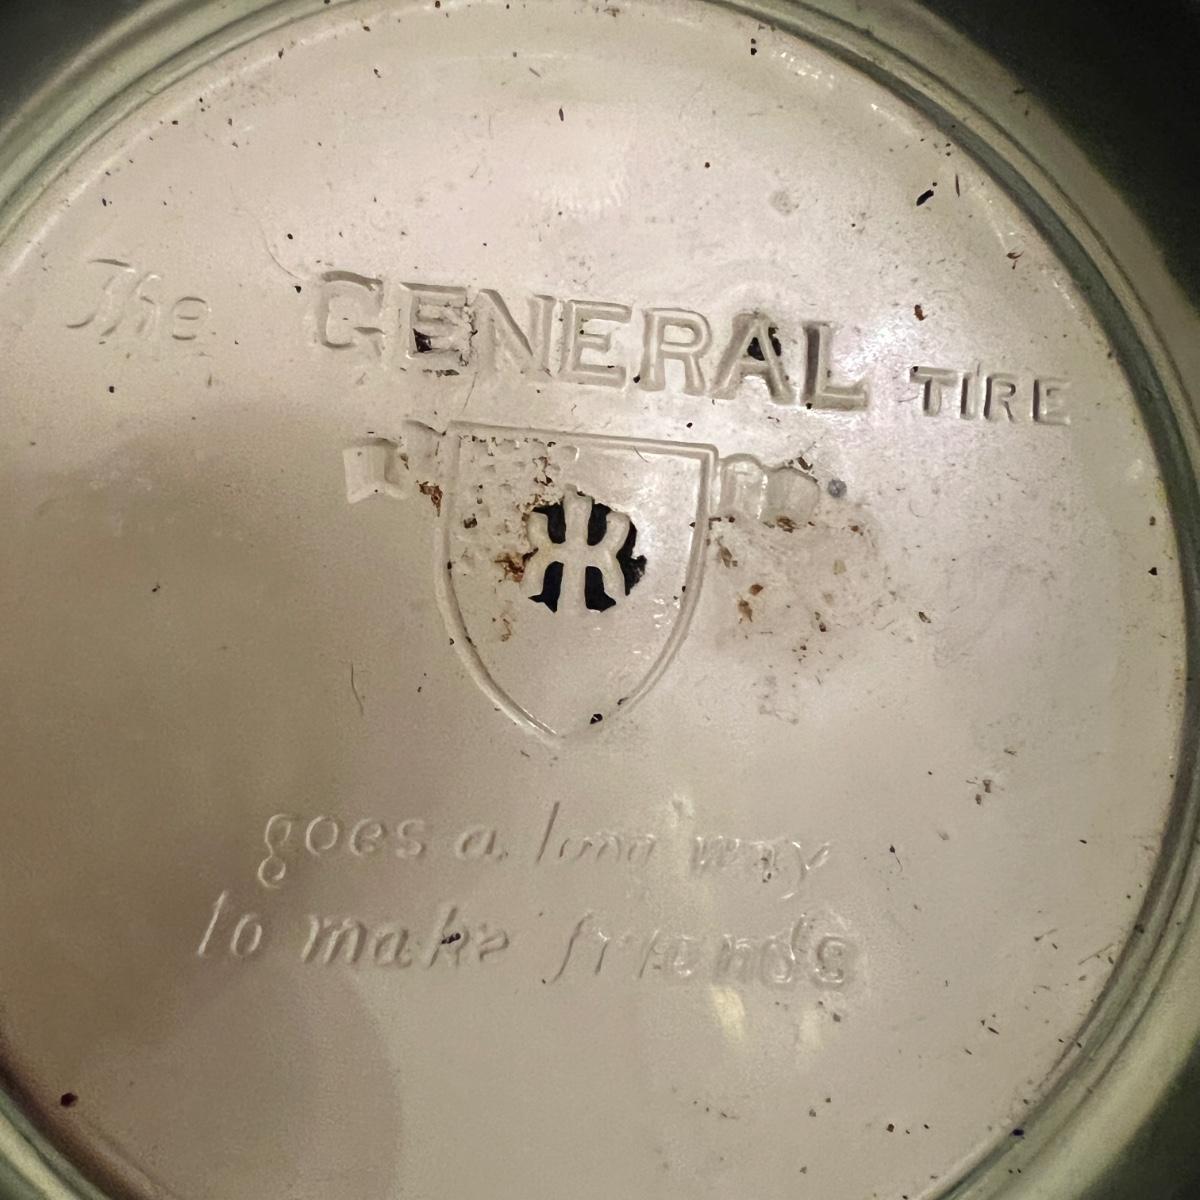 The GENERAL TIRE
goes a long way
to make friends